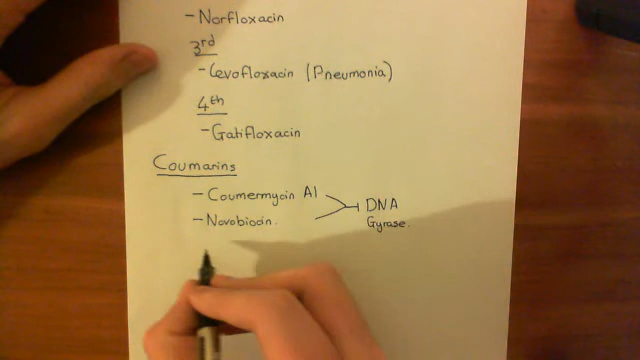 - Norfloxacin
3rd
- Levofloxacin (Pneumonia)
4th
- Gatifloxacin
Coumarins
- Coumermycin A1
- Novobiocin.
DNA
Gyrase.